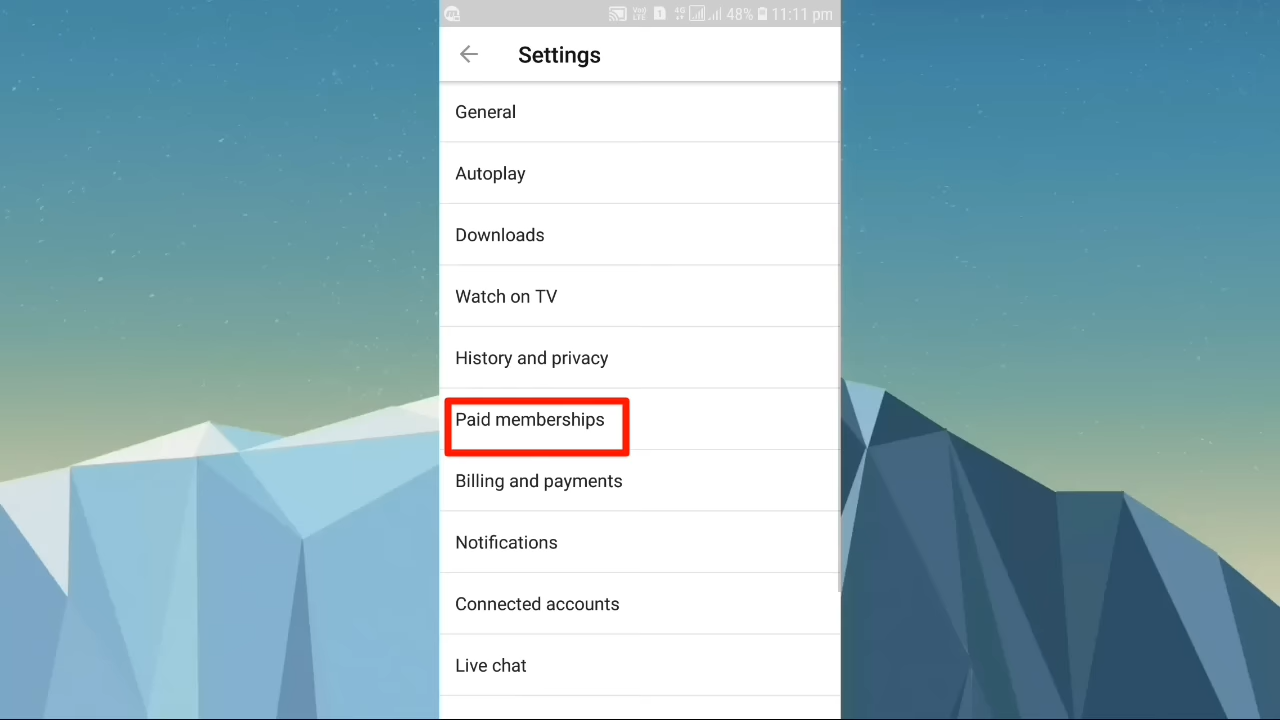 48% 11:11 pm
Settings
General
Autoplay
Downloads
Watch on TV
History and privacy
Paid memberships
Billing and payments
Notifications
Connected accounts
Live chat